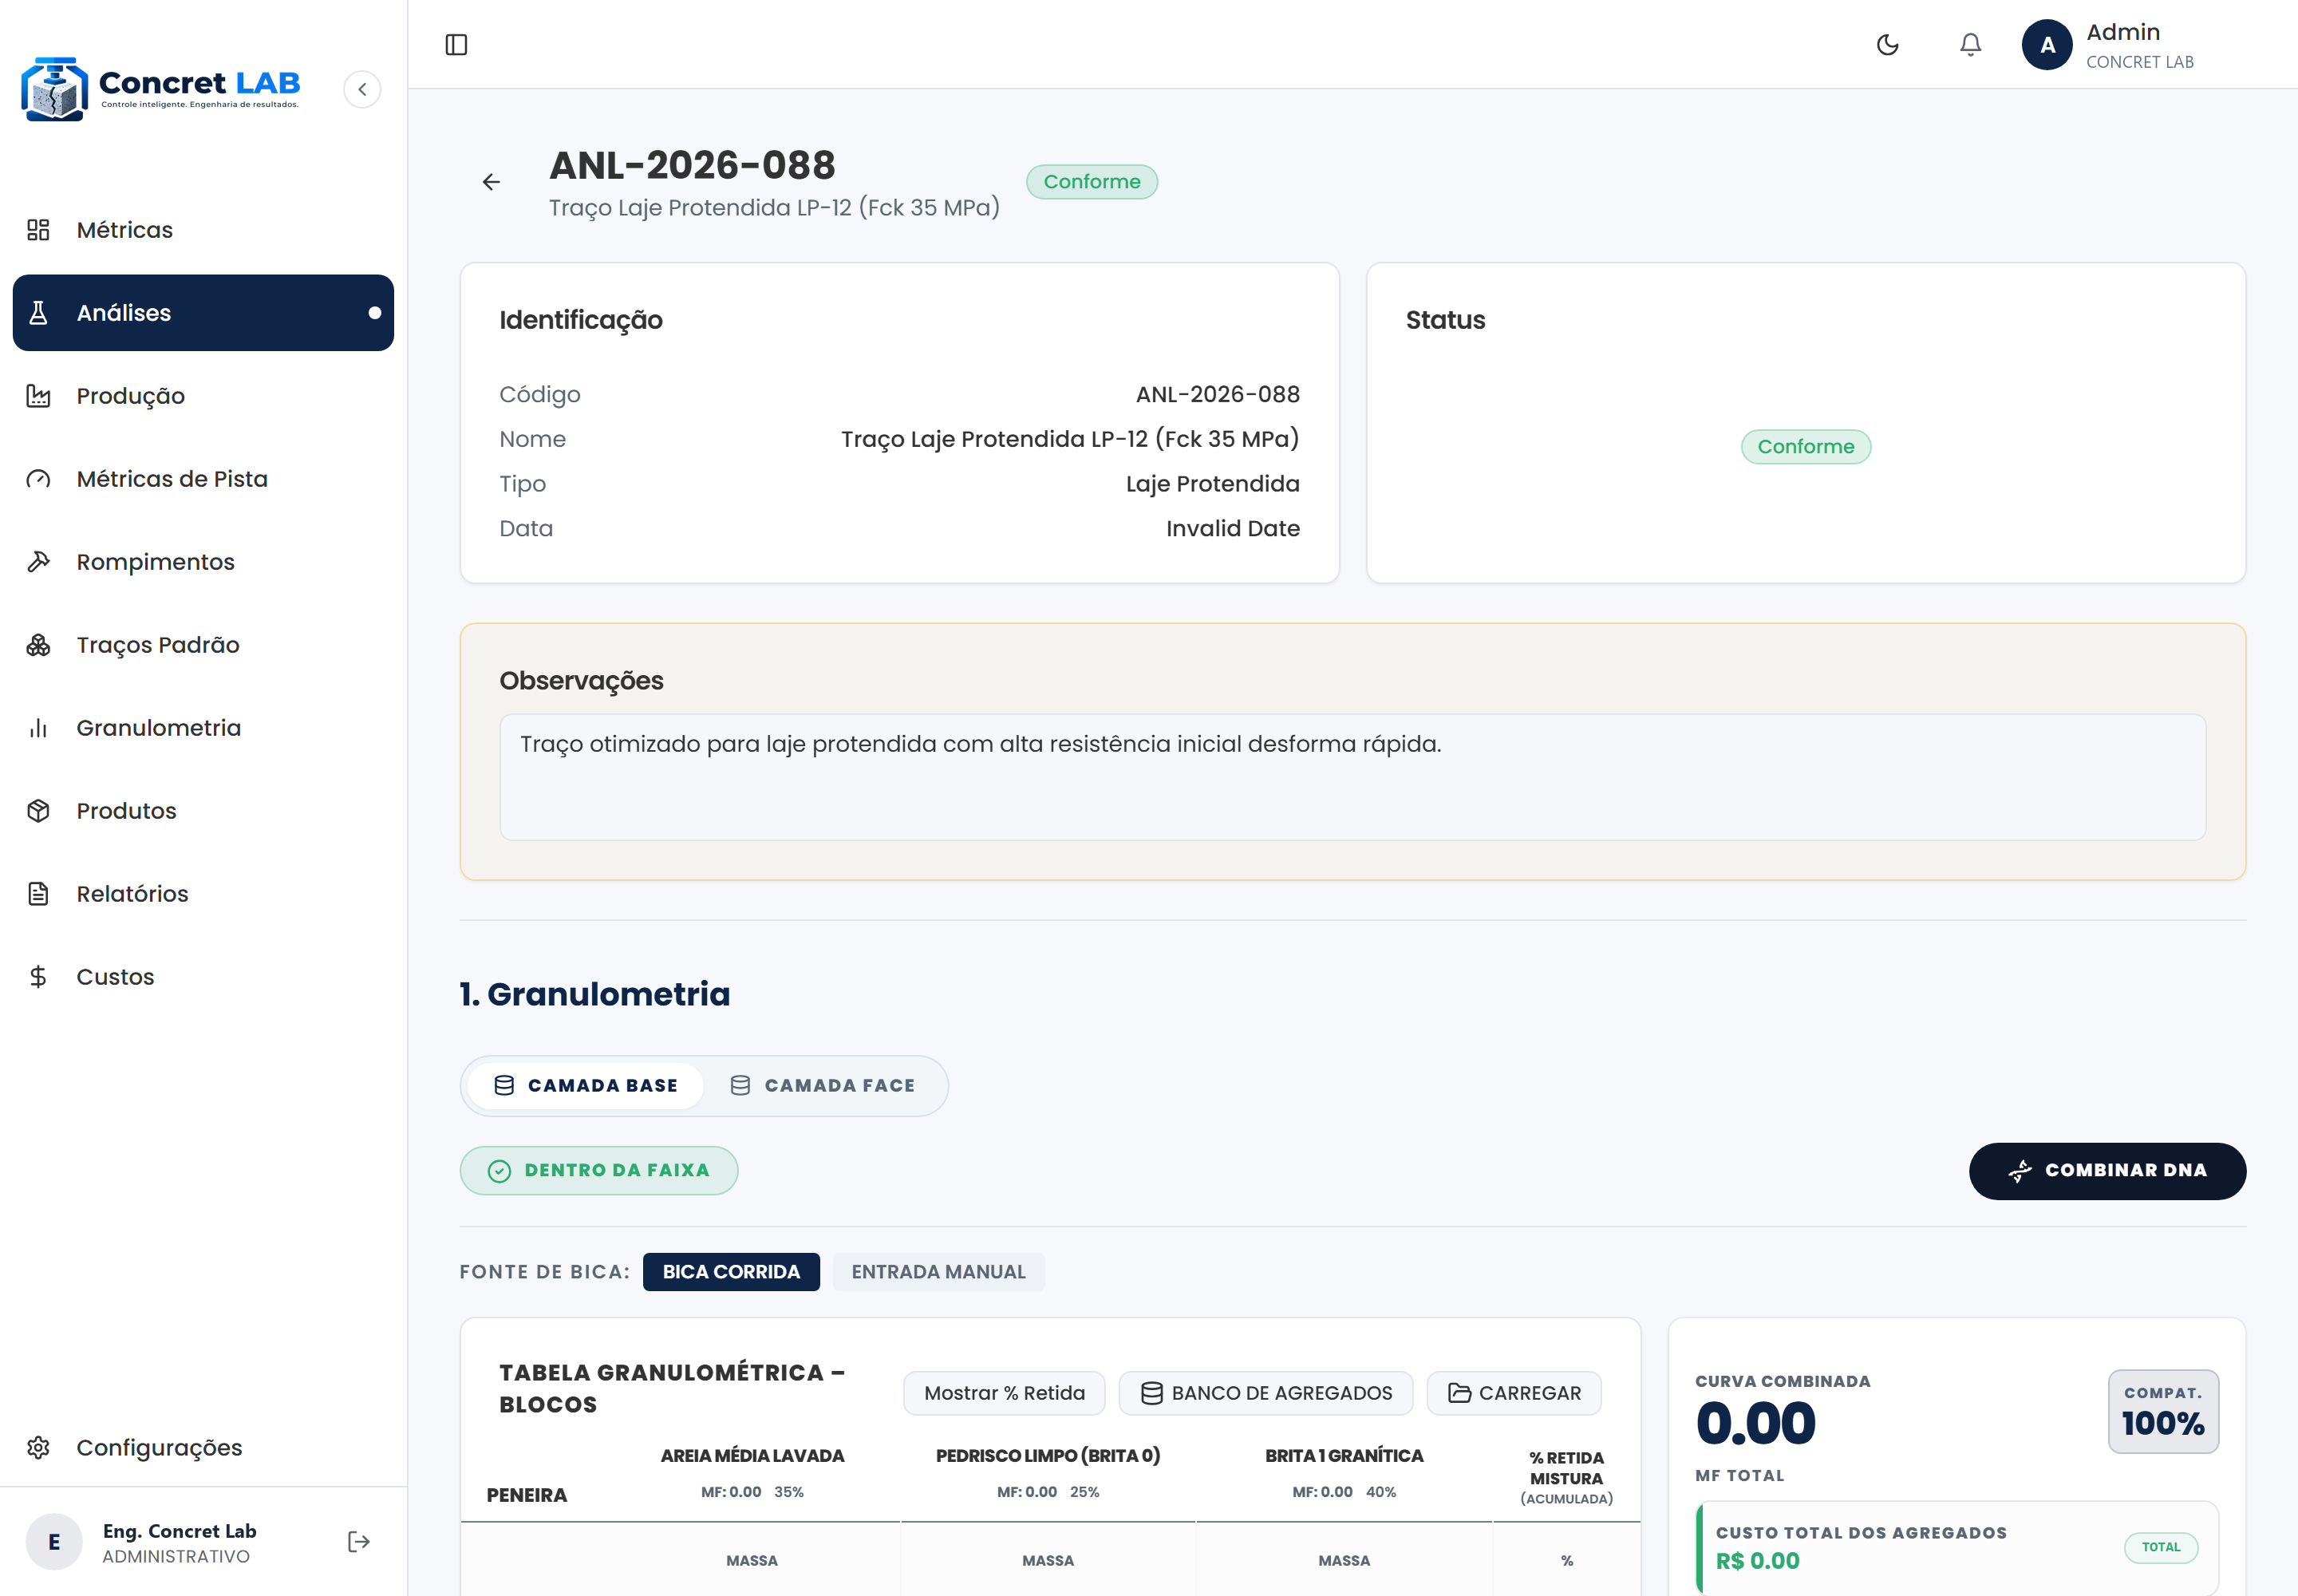 Concret LAB
Controle inteligente. Engenharia de resultados.
Métricas
Análises
Produção
Métricas de Pista
Rompimentos
Traços Padrão
Granulometria
Produtos
Relatórios
Custos
Configurações
E
Eng. Concret Lab
ADMINISTRATIVO
A
Admin
CONCRET LAB
ANL-2026-088
Traço Laje Protendida LP-12 (Fck 35 MPa)
Conforme
Identificação
Código ANL-2026-088
Nome Traço Laje Protendida LP-12 (Fck 35 MPa)
Tipo Laje Protendida
Data Invalid Date
Status
Conforme
Observações
Traço otimizado para laje protendida com alta resistência inicial desforma rápida.
1. Granulometria
CAMADA BASE CAMADA FACE
DENTRO DA FAIXA
COMBINAR DNA
FONTE DE BICA: BICA CORRIDA ENTRADA MANUAL
TABELA GRANULOMÉTRICA –
BLOCOS
Mostrar % Retida BANCO DE AGREGADOS CARREGAR
PENEIRA
AREIA MÉDIA LAVADA
MF: 0.00 35%
PEDRISCO LIMPO (BRITA 0)
MF: 0.00 25%
BRITA 1 GRANÍTICA
MF: 0.00 40%
% RETIDA
MISTURA
(ACUMULADA)
MASSA MASSA MASSA %
CURVA COMBINADA
0.00
MF TOTAL
COMPAT.
100%
CUSTO TOTAL DOS AGREGADOS
R$ 0.00
TOTAL